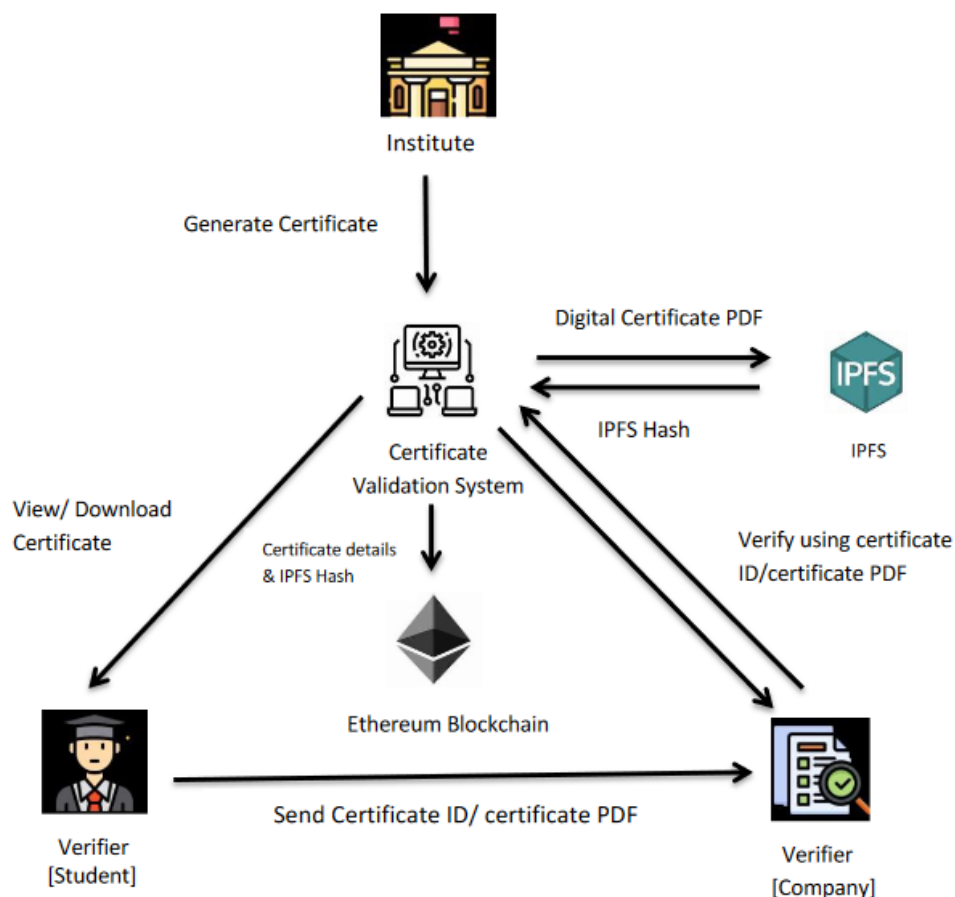 Institute
Generate Certificate
Digital Certificate PDF
IPFS
IPFS Hash
IPFS
Certificate
Validation System
View/ Download
Certificate
Certificate details
& IPFS Hash
Verify using certificate
ID/certificate PDF
Ethereum Blockchain
Send Certificate ID/ certificate PDF
Verifier
[Student]
Verifier
[Company]